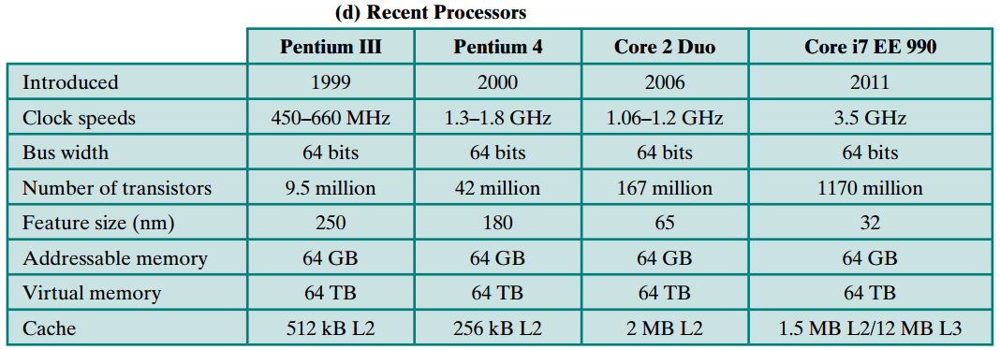 (d) Recent Processors
Pentium III Pentium 4 Core 2 Duo Core i7 EE 990
Introduced 1999 2000 2006 2011
Clock speeds 450–660 MHz 1.3–1.8 GHz 1.06–1.2 GHz 3.5 GHz
Bus width 64 bits 64 bits 64 bits 64 bits
Number of transistors 9.5 million 42 million 167 million 1170 million
Feature size (nm) 250 180 65 32
Addressable memory 64 GB 64 GB 64 GB 64 GB
Virtual memory 64 TB 64 TB 64 TB 64 TB
Cache 512 kB L2 256 kB L2 2 MB L2 1.5 MB L2/12 MB L3